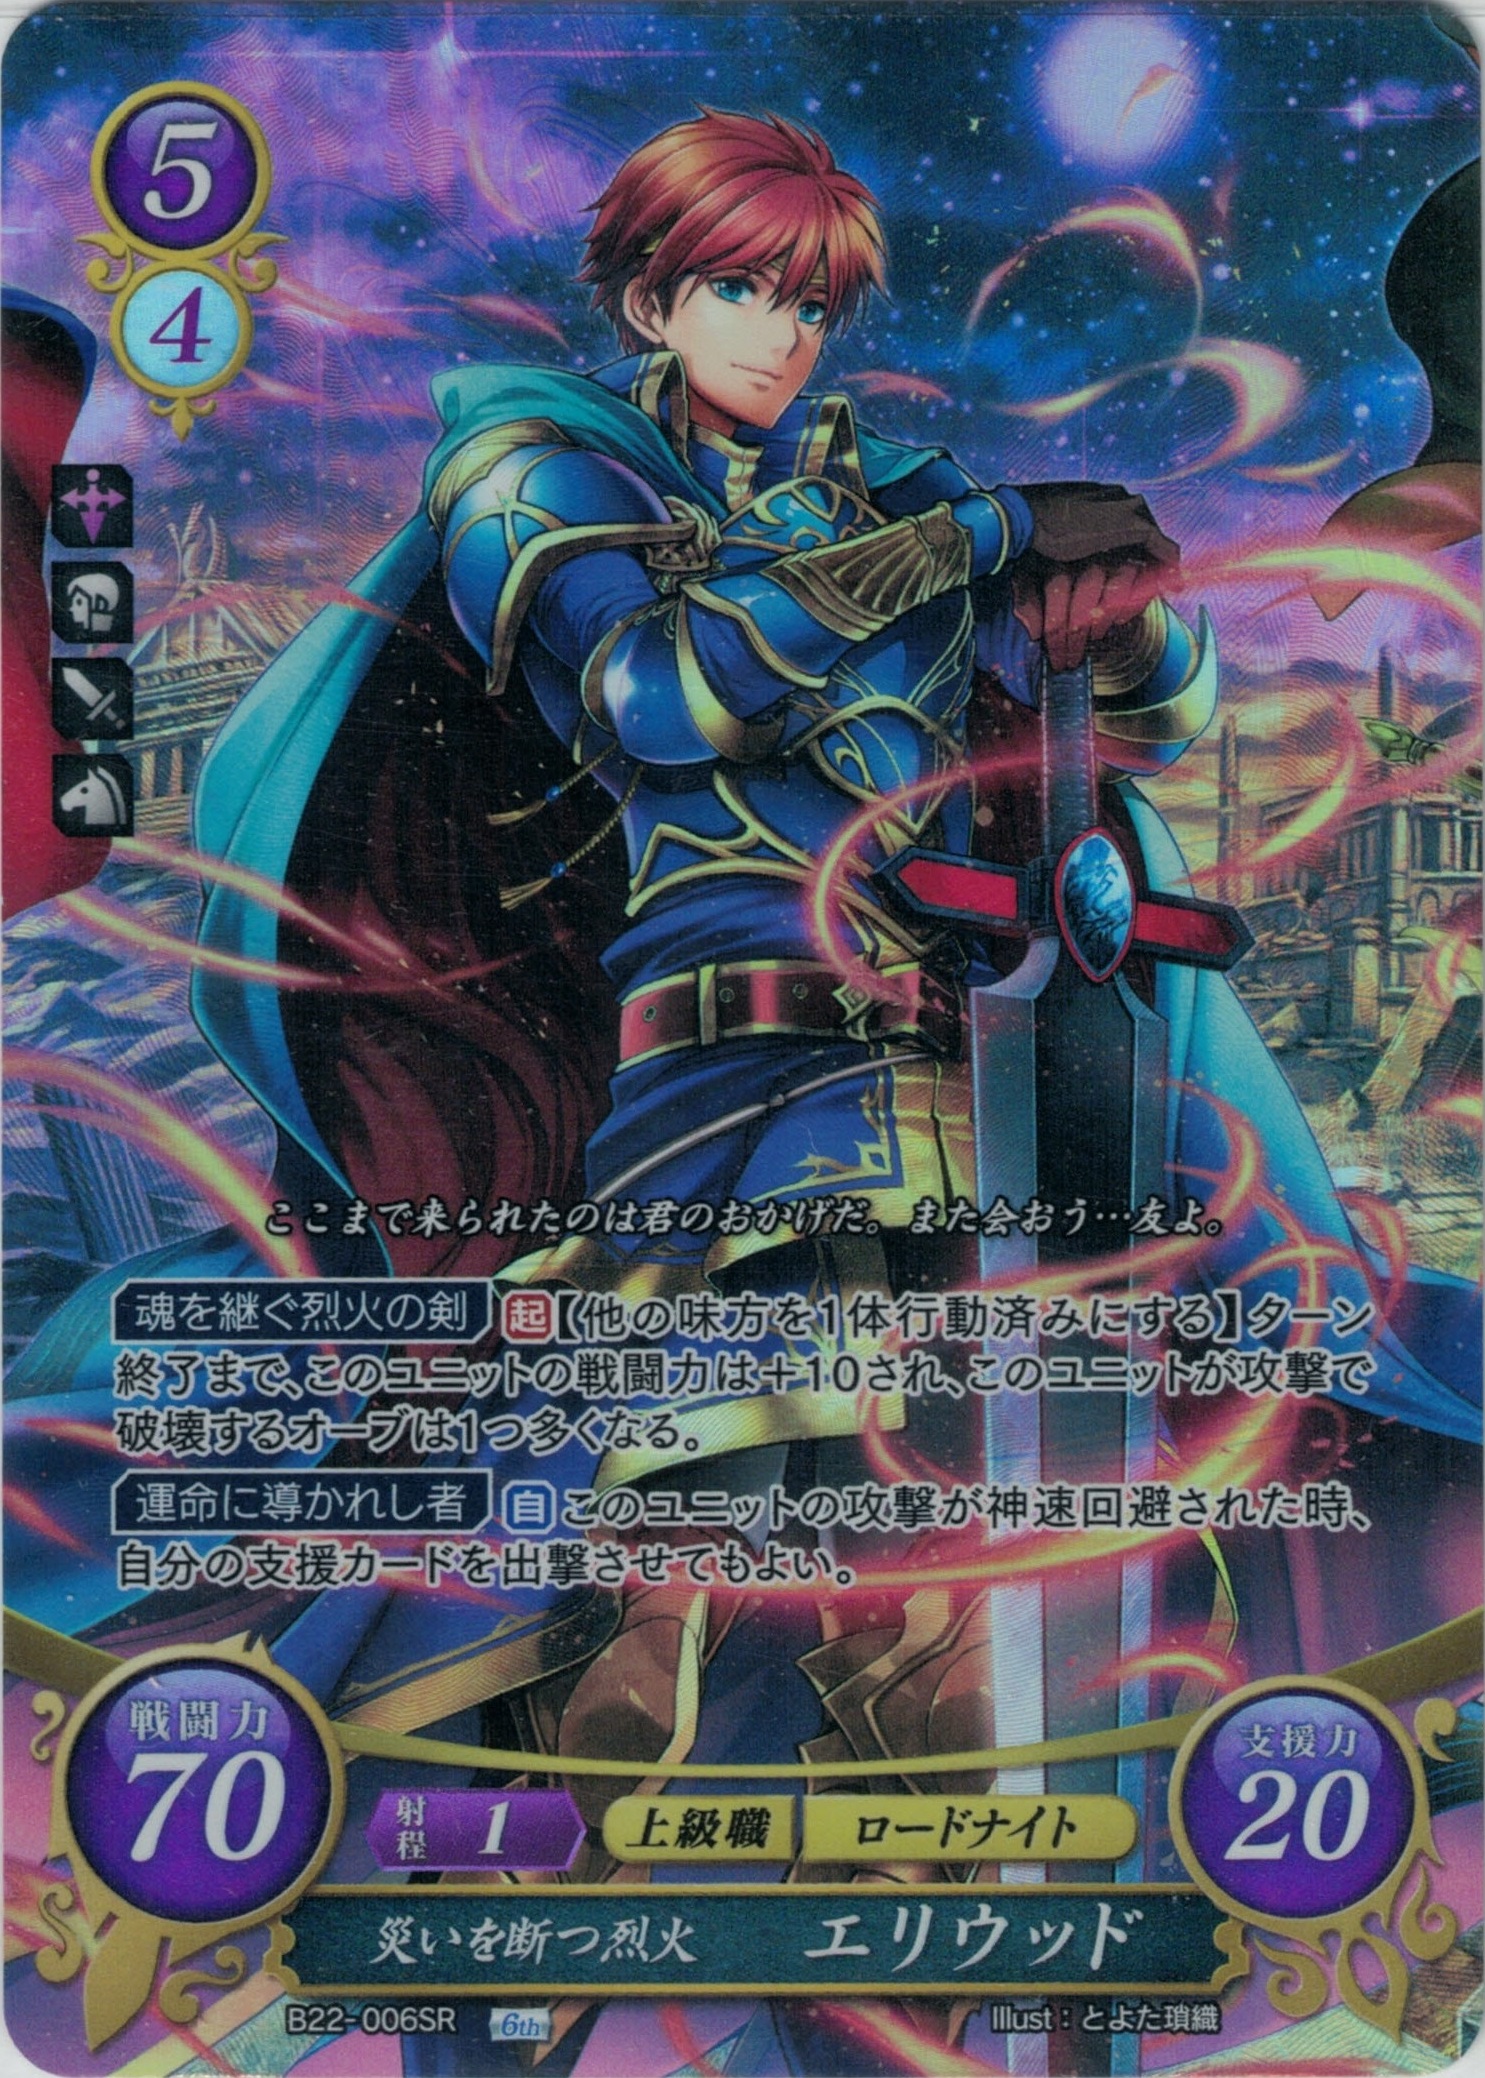 5
4
ここまで来られたのは君のおかげだ。また会おう…友よ。
魂を継ぐ烈火の剣 起【他の味方を1体行動済みにする】ターン
終了まで、このユニットの戦闘力は+10され、このユニットが攻撃で
破壊するオーブは1つ多くなる。
運命に導かれし者 自 このユニットの攻撃が神速回避された時、
自分の支援カードを出撃させてもよい。
戦闘力
70
射程 1 上級職 ロードナイト
支援力
20
災いを断つ烈火 エリウッド
B22-006SR 6th Illust：とよた瑣織